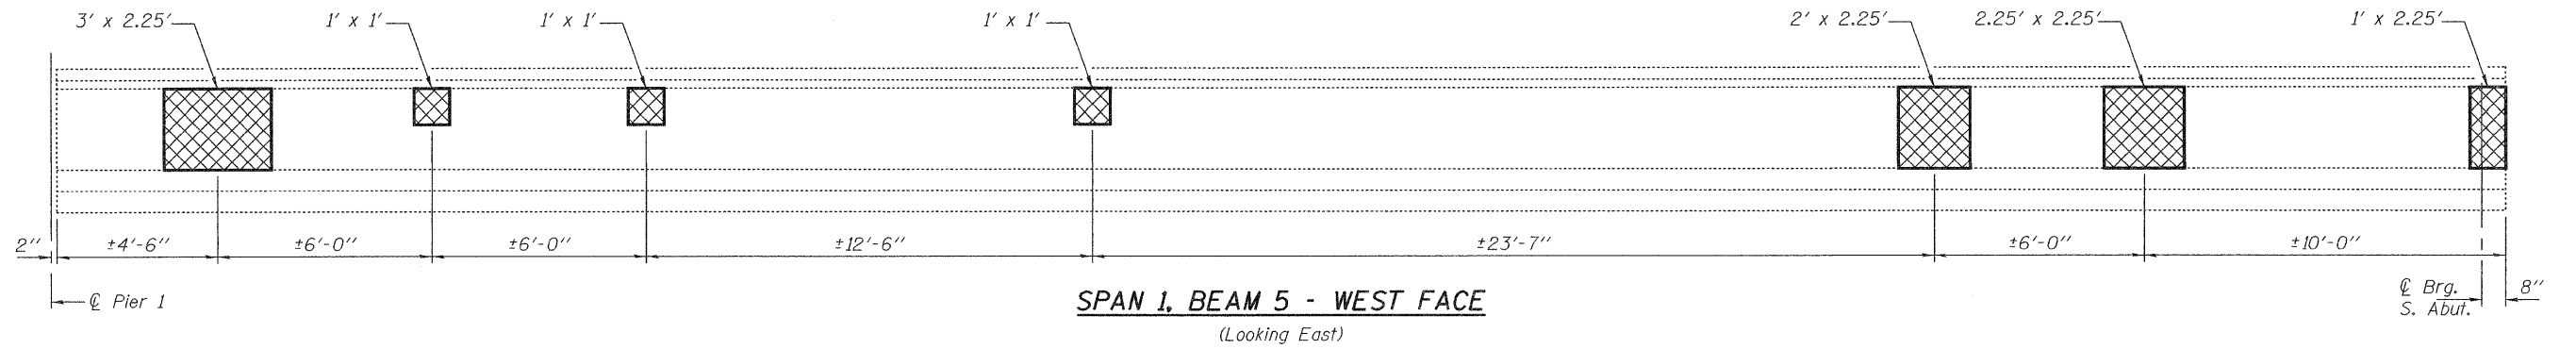 3' x 2.25'
1' x 1'
1' x 1'
1' x 1'
2' x 2.25'
2.25' x 2.25'
1' x 2.25'
2"
±4'-6"
±6'-0"
±6'-0"
±12'-6"
±23'-7"
±6'-0"
±10'-0"
℄ Pier 1
℄ Brg.
S. Abut.
8"
SPAN 1, BEAM 5 - WEST FACE
(Looking East)